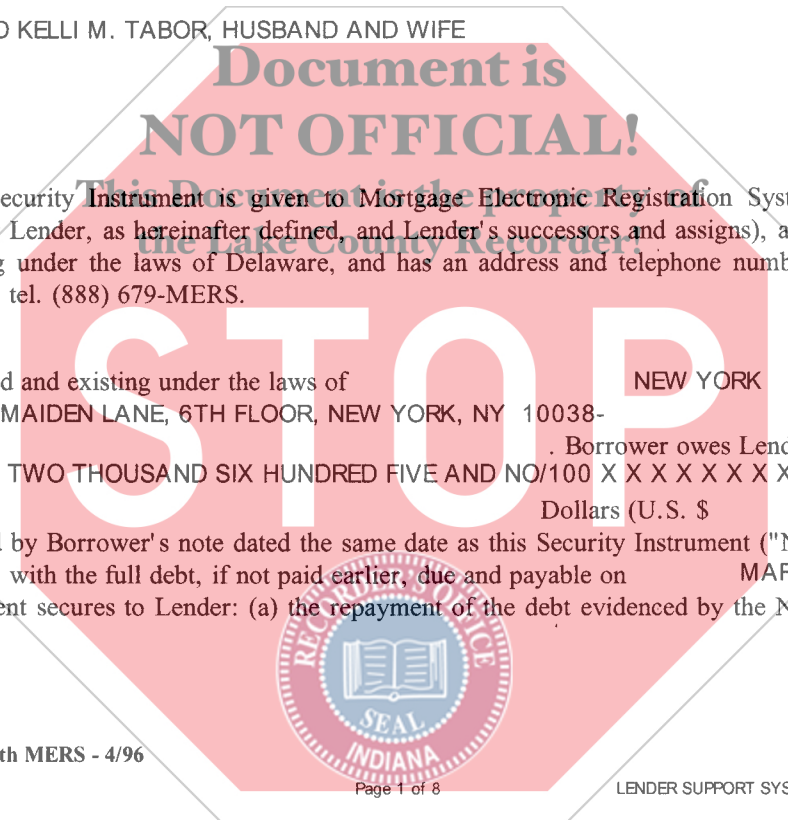 KELLI M. TABOR, HUSBAND AND WIFE
Document is
NOT OFFICIAL!
ecurity Instrument is given to Mortgage Electronic Registration Syst
This Document is the property of
Lender, as hereinafter defined, and Lender's successors and assigns), a
the Lake County Recorder!
g under the laws of Delaware, and has an address and telephone numb
tel. (888) 679-MERS.
STOP
d and existing under the laws of NEW YORK
MAIDEN LANE, 6TH FLOOR, NEW YORK, NY 10038-
. Borrower owes Lend
TWO THOUSAND SIX HUNDRED FIVE AND NO/100 X X X X X X X X
Dollars (U.S. $
d by Borrower's note dated the same date as this Security Instrument ("N
with the full debt, if not paid earlier, due and payable on MAR
ent secures to Lender: (a) the repayment of the debt evidenced by the N
RECORDER'S OFFICE
SEAL
INDIANA
th MERS - 4/96
Page 1 of 8 LENDER SUPPORT SYS